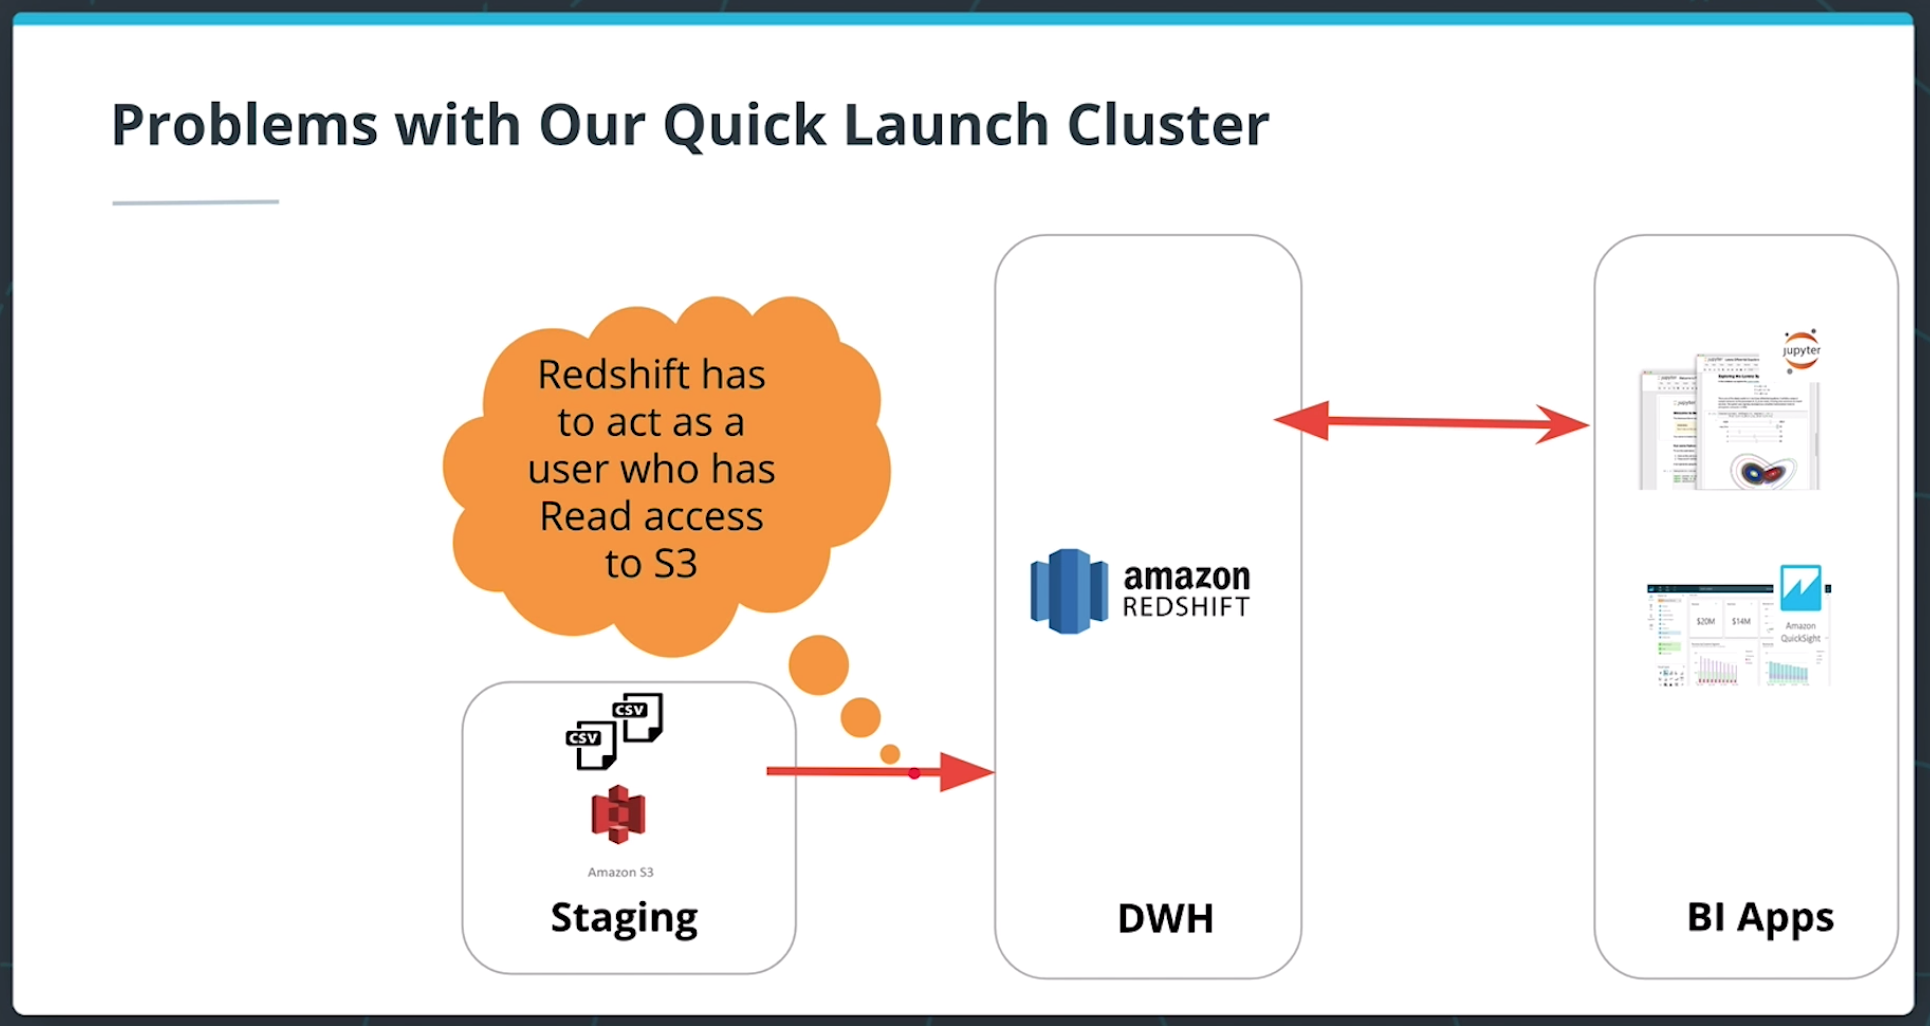 Problems with Our Quick Launch Cluster
Redshift has
to act as a
user who has
Read access
to S3
CSV
CSV
Amazon S3
Staging
amazon
REDSHIFT
DWH
jupyter
$20M
$14M
Amazon
QuickSight
BI Apps